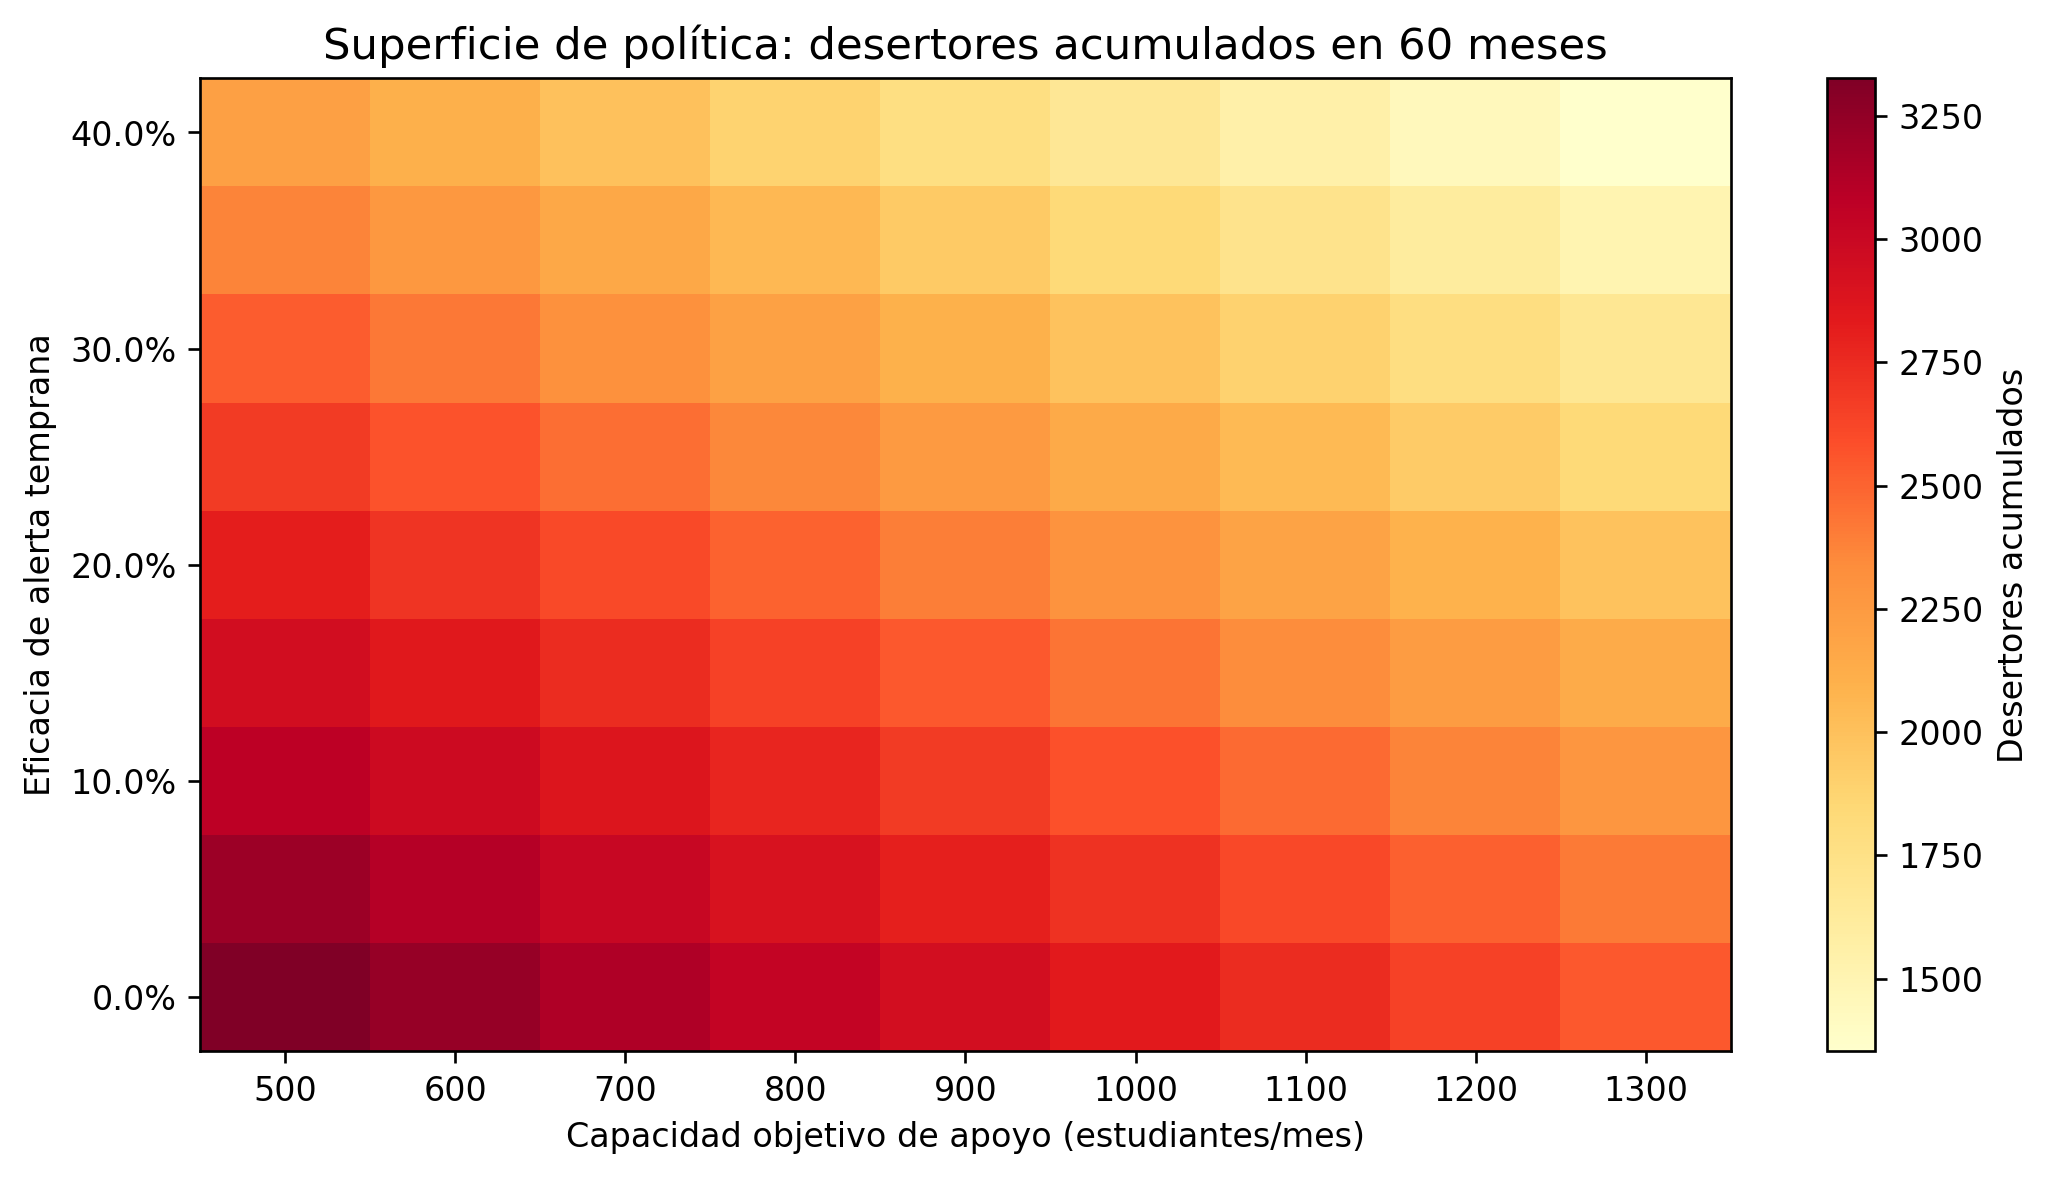 Superficie de política: desertores acumulados en 60 meses
Eficacia de alerta temprana
40.0%
30.0%
20.0%
10.0%
0.0%
500 600 700 800 900 1000 1100 1200 1300
Capacidad objetivo de apoyo (estudiantes/mes)
3250
3000
2750
2500
2250
2000
1750
1500
Desertores acumulados